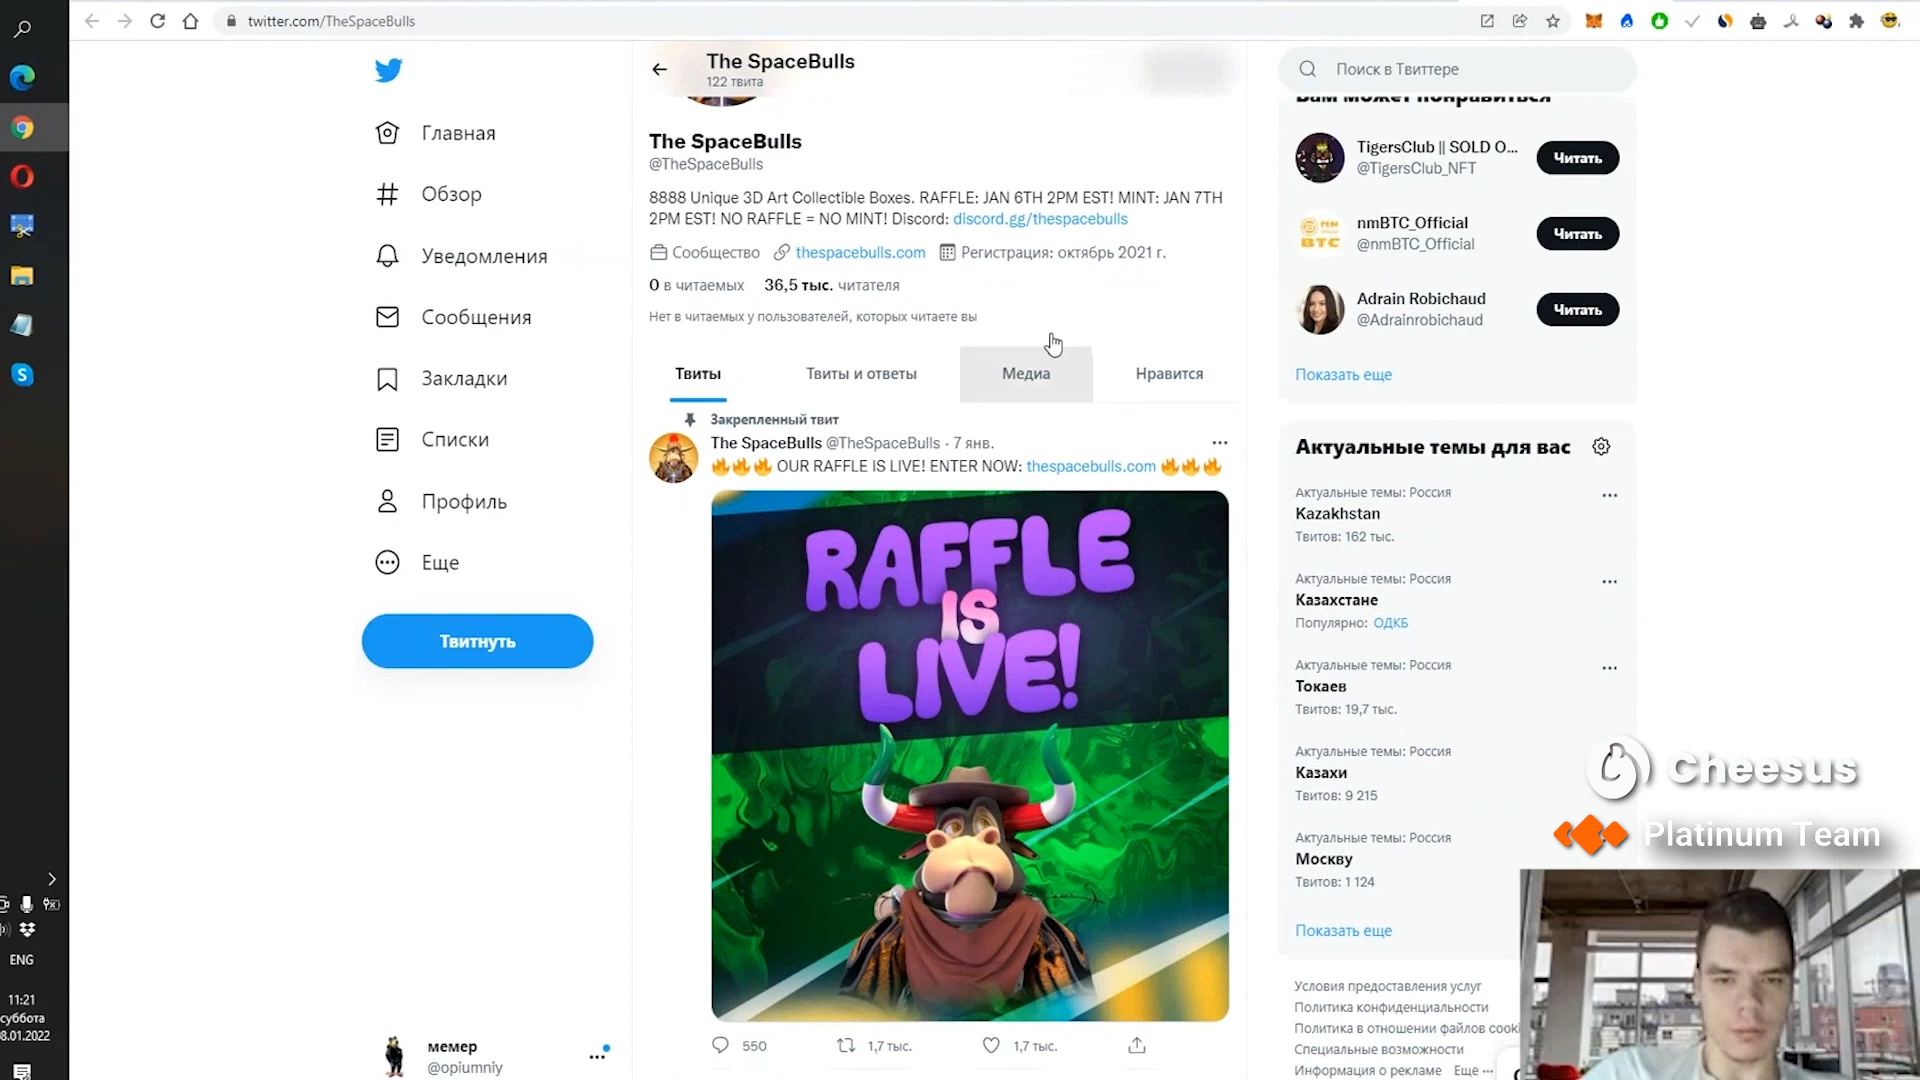 twitter.com/TheSpaceBulls
The SpaceBulls
122 твита
Поиск в Твиттере
Вам может понравиться
Главная
Обзор
Уведомления
Сообщения
Закладки
Списки
Профиль
Еще
Твитнуть
мемер
@opiumniy
The SpaceBulls
@TheSpaceBulls
8888 Unique 3D Art Collectible Boxes. RAFFLE: JAN 6TH 2PM EST! MINT: JAN 7TH
2PM EST! NO RAFFLE = NO MINT! Discord: discord.gg/thespacebulls
Сообщество thespacebulls.com Регистрация: октябрь 2021 г.
0 в читаемых 36,5 тыс. читателя
Нет в читаемых у пользователей, которых читаете вы
Твиты Твиты и ответы Медиа Нравится
Закрепленный твит
The SpaceBulls @TheSpaceBulls · 7 янв.
🔥🔥🔥 OUR RAFFLE IS LIVE! ENTER NOW: thespacebulls.com 🔥🔥🔥
RAFFLE
IS
LIVE!
550 1,7 тыс. 1,7 тыс.
TigersClub || SOLD O...
@TigersClub_NFT
Читать
nmBTC_Official
@nmBTC_Official
Читать
Adrain Robichaud
@Adrainrobichaud
Читать
Показать еще
Актуальные темы для вас
Актуальные темы: Россия
Kazakhstan
Твитов: 162 тыс.
Актуальные темы: Россия
Казахстане
Популярно: ОДКБ
Актуальные темы: Россия
Токаев
Твитов: 19,7 тыс.
Актуальные темы: Россия
Казахи
Твитов: 9 215
Актуальные темы: Россия
Москву
Твитов: 1 124
Показать еще
Условия предоставления услуг
Политика конфиденциальности
Политика в отношении файлов cooki
Специальные возможности
Информация о рекламе Еще ···
Cheesus
Platinum Team
BTC
ENG
11:21
суббота
8.01.2022